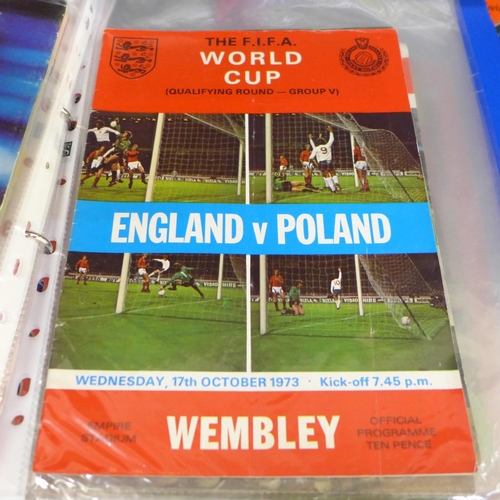 THE F.I.F.A.
WORLD
CUP
(QUALIFYING ROUND — GROUP V)
ENGLAND v POLAND
WEDNESDAY, 17th OCTOBER 1973 · Kick-off 7.45 p.m.
EMPIRE
STADIUM
WEMBLEY
OFFICIAL
PROGRAMME
TEN PENCE